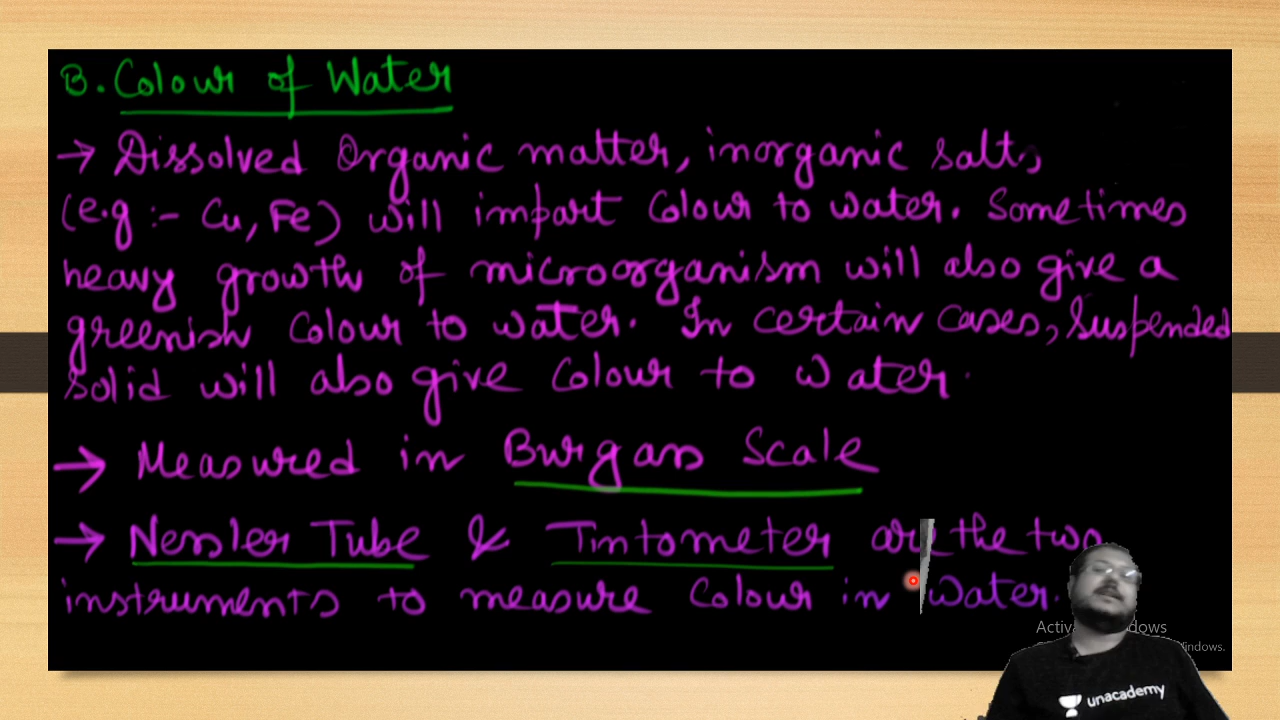 B. Colour of Water
→ Dissolved Organic matter, inorganic salts
(e.g :- Cu, Fe) will impart Colour to water. Sometimes
heavy growth of microorganism will also give a
greenish Colour to water. In certain cases, Suspended
solid will also give Colour to Water.
→ Measured in Burgass Scale
→ Nessler Tube & Tintometer are the two
instruments to measure Colour in Water.
Windows.
unacademy